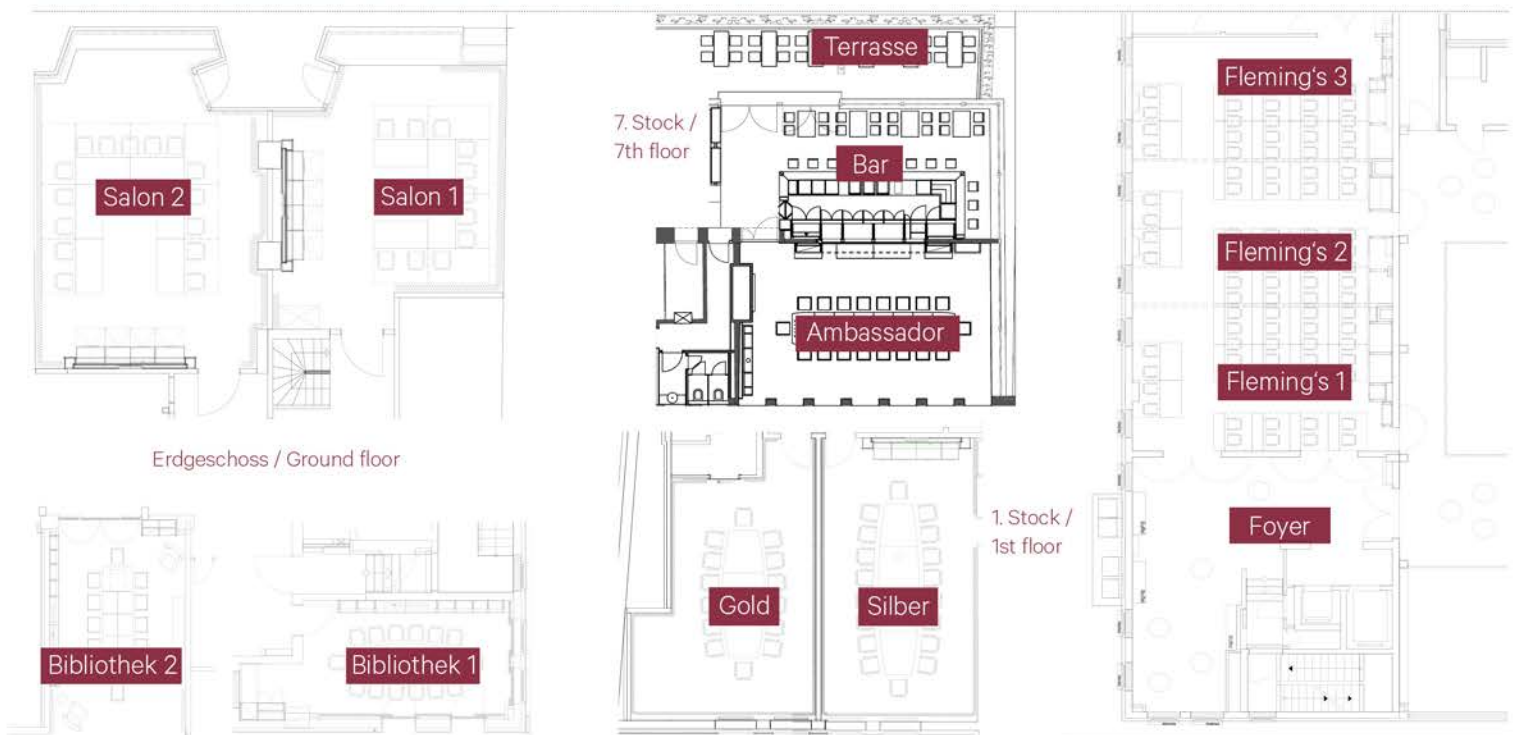 Terrasse
Fleming‘s 3
7. Stock /
7th floor
Bar
Salon 2
Salon 1
Fleming‘s 2
Ambassador
Fleming‘s 1
Erdgeschoss / Ground floor
1. Stock /
1st floor
Foyer
Gold
Silber
Bibliothek 2
Bibliothek 1